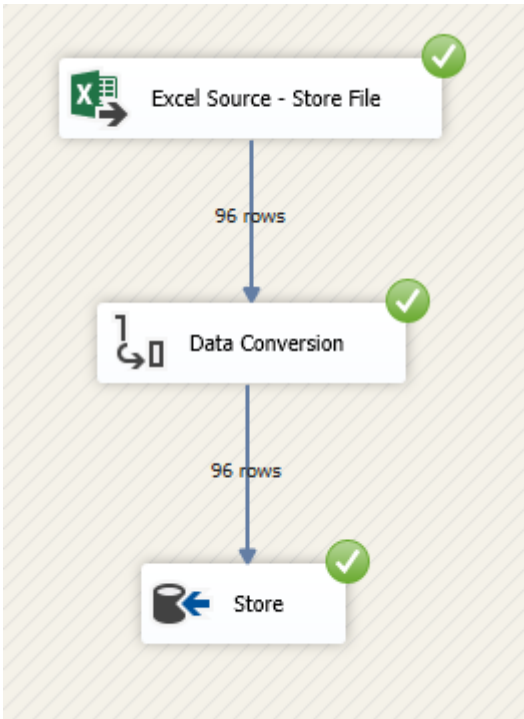 Excel Source - Store File
96 rows
Data Conversion
96 rows
Store